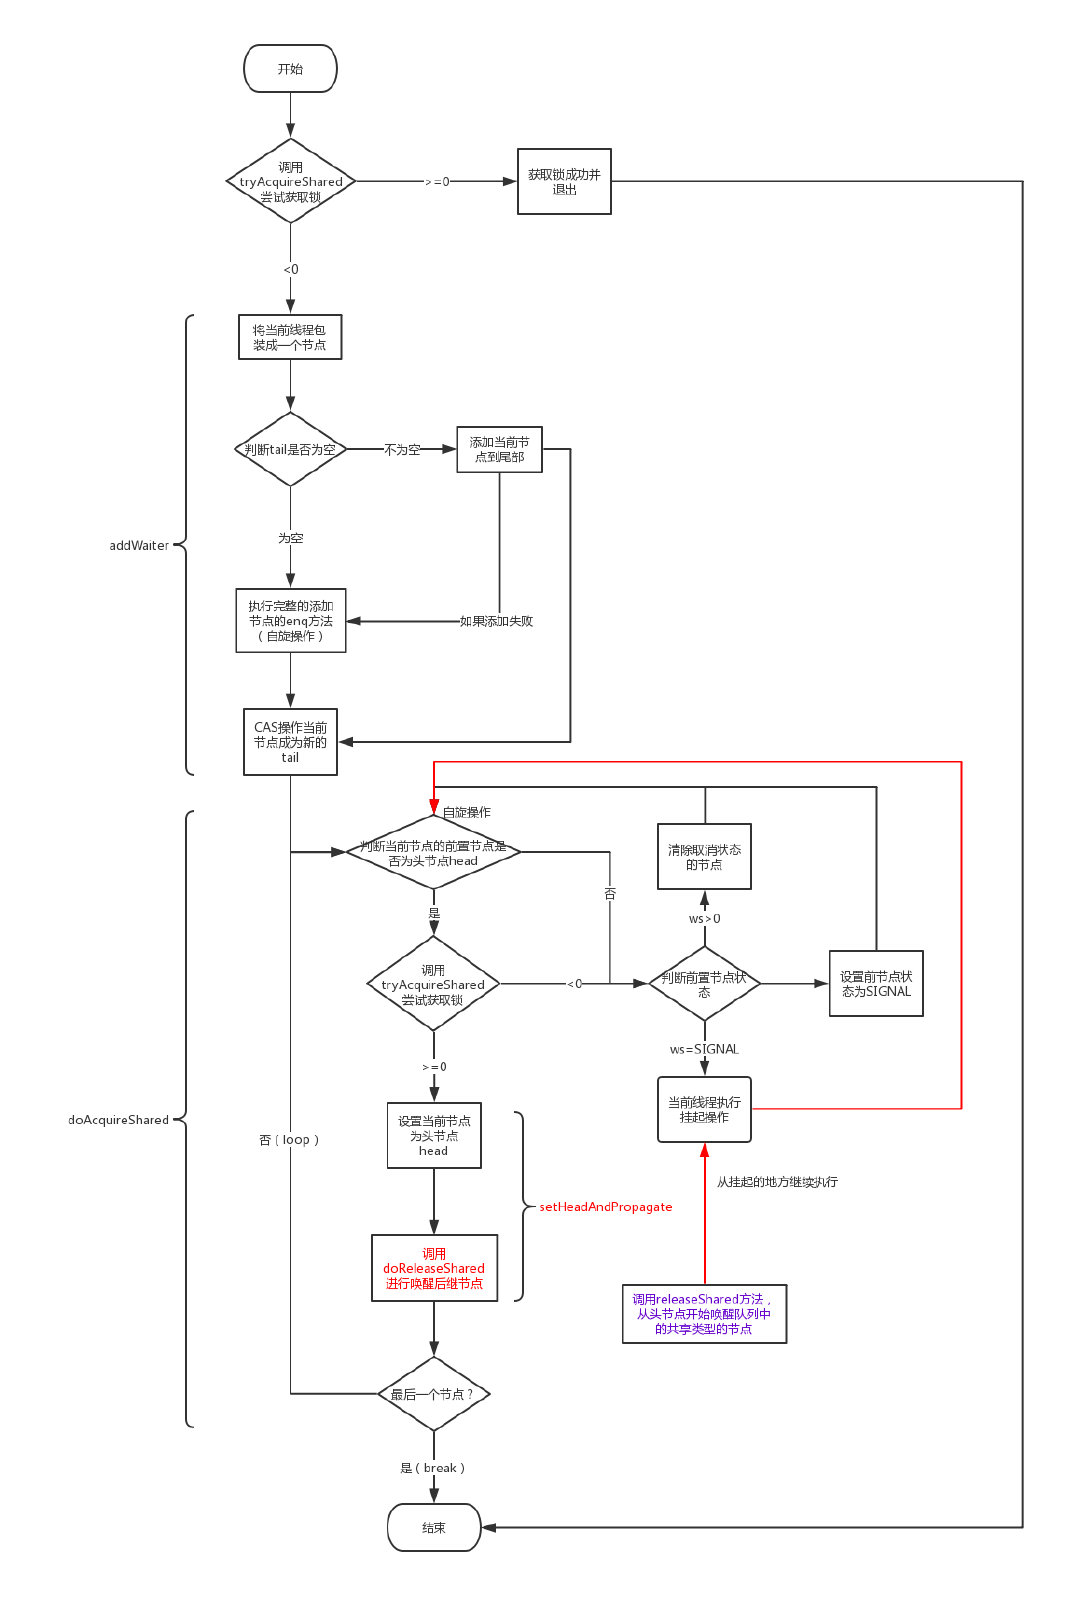 开始
调用
tryAcquireShared
尝试获取锁
>=0
获取锁成功并
退出
<0
将当前线程包
装成一个节点
判断tail是否为空
不为空
添加当前节
点到尾部
为空
addWaiter
执行完整的添加
节点的enq方法
（自旋操作）
如果添加失败
CAS操作当前
节点成为新的
tail
自旋操作
判断当前节点的前置节点是
否为头节点head
清除取消状态
的节点
否
是
ws>0
调用
tryAcquireShared
尝试获取锁
<0
判断前置节点状
态
设置前节点状
态为SIGNAL
ws=SIGNAL
>=0
当前线程执行
挂起操作
doAcquireShared
设置当前节点
为头节点
head
否（loop）
从挂起的地方继续执行
setHeadAndPropagate
调用
doReleaseShared
进行唤醒后继节点
调用releaseShared方法，
从头节点开始唤醒队列中
的共享类型的节点
最后一个节点？
是（break）
结束